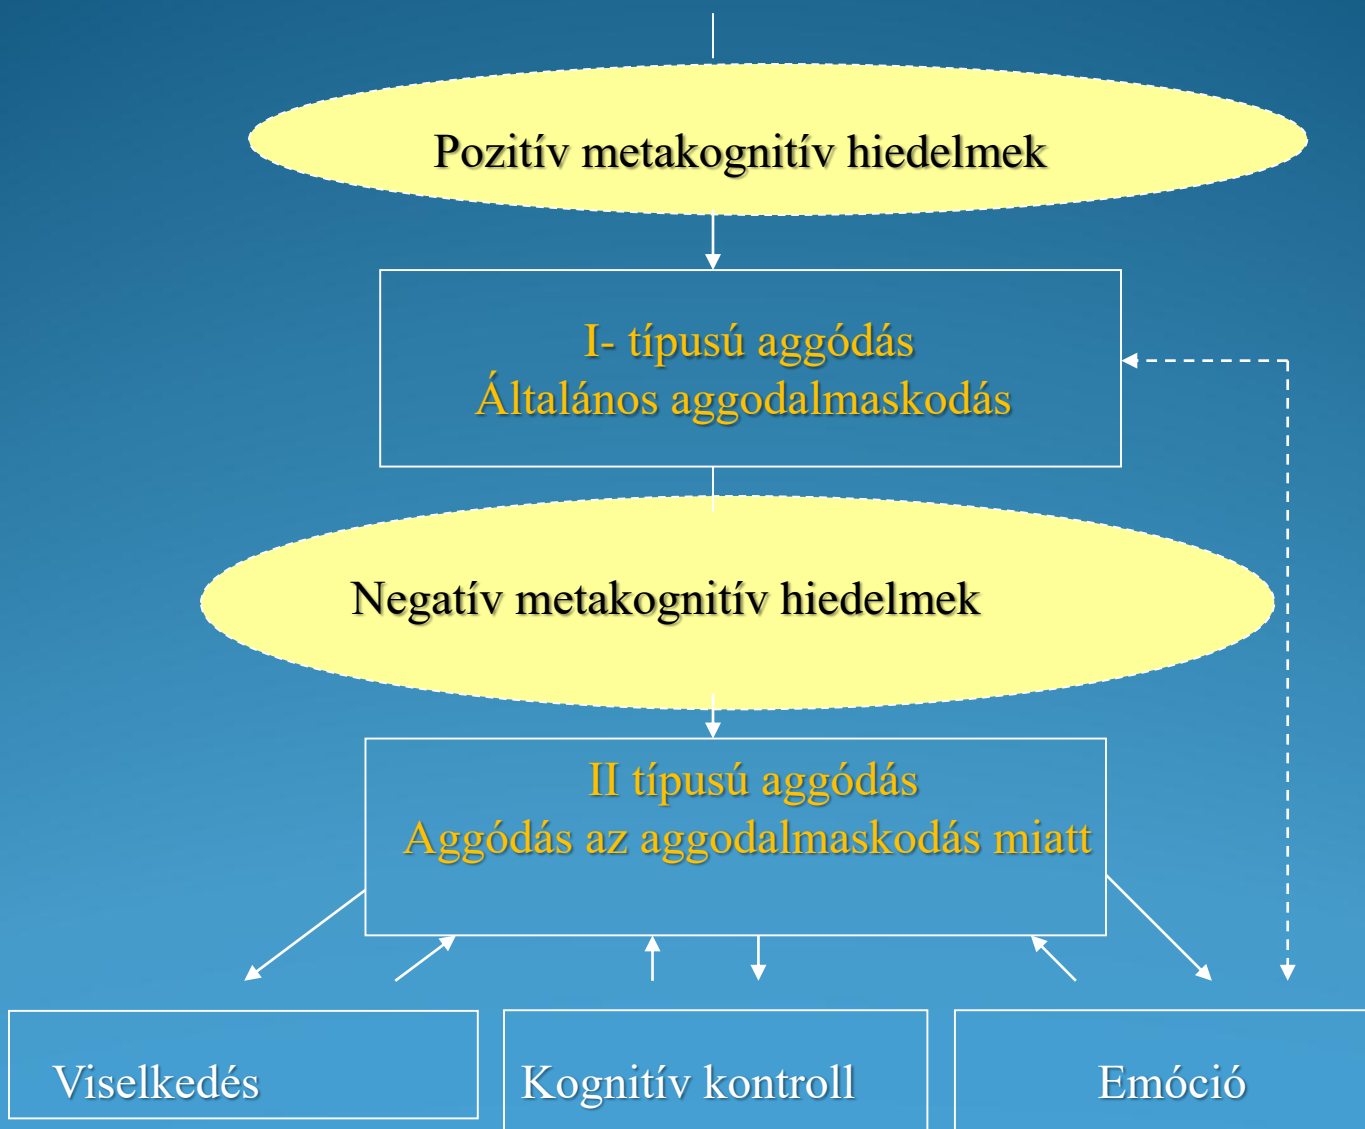 Pozitív metakognitív hiedelmek
I- típusú aggódás
Általános aggodalmaskodás
Negatív metakognitív hiedelmek
II típusú aggódás
Aggódás az aggodalmaskodás miatt
Viselkedés
Kognitív kontroll
Emóció